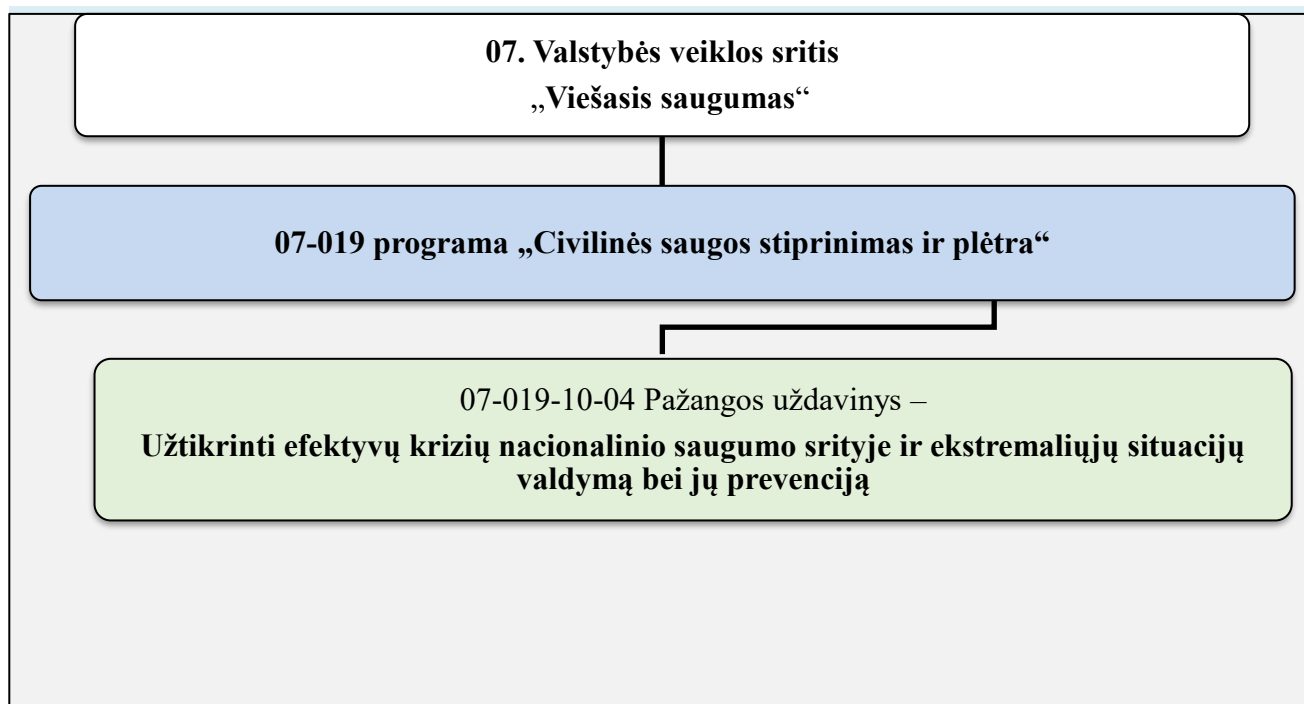 07. Valstybės veiklos sritis
„Viešasis saugumas“
07-019 programa „Civilinės saugos stiprinimas ir plėtra“
07-019-10-04 Pažangos uždavinys –
Užtikrinti efektyvų krizių nacionalinio saugumo srityje ir ekstremaliųjų situacijų
valdymą bei jų prevenciją